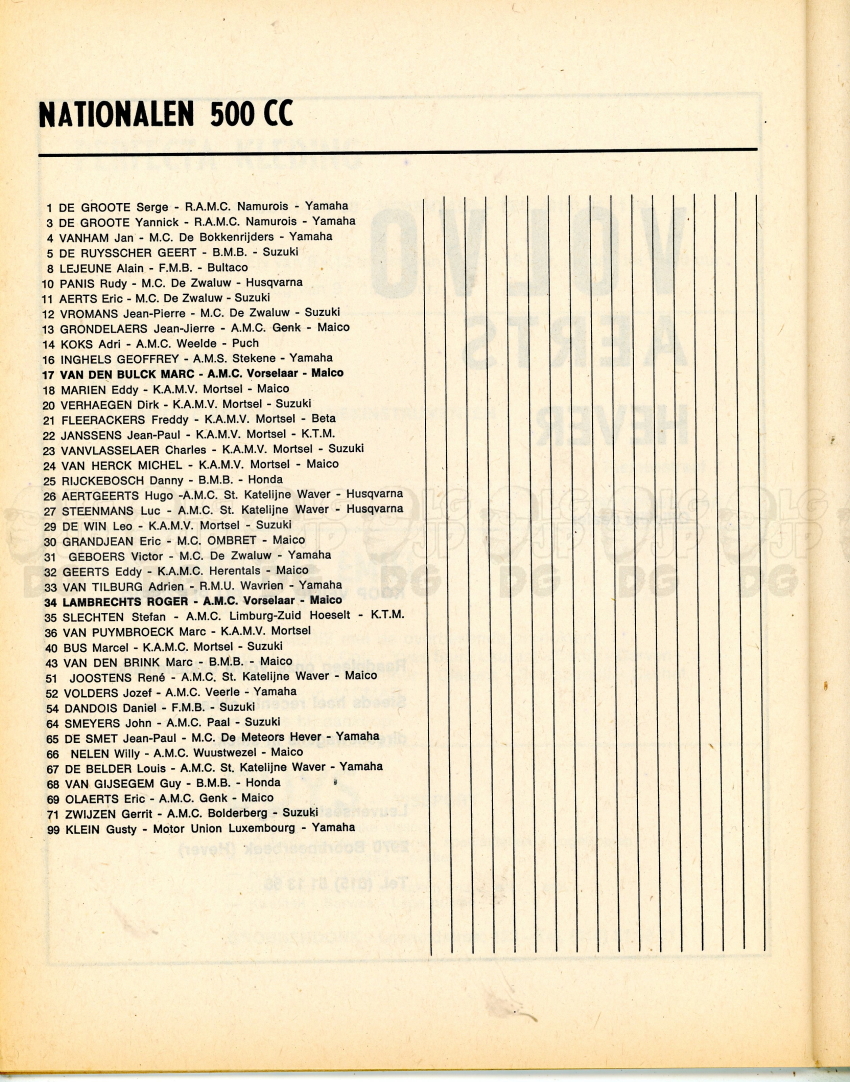 NATIONALEN 500 CC
1 DE GROOTE Serge - R.A.M.C. Namurois - Yamaha
3 DE GROOTE Yannick - R.A.M.C. Namurois - Yamaha
4 VANHAM Jan - M.C. De Bokkenrijders - Yamaha
5 DE RUYSSCHER GEERT - B.M.B. - Suzuki
8 LEJEUNE Alain - F.M.B. - Bultaco
10 PANIS Rudy - M.C. De Zwaluw - Husqvarna
11 AERTS Eric - M.C. De Zwaluw - Suzuki
12 VROMANS Jean-Pierre - M.C. De Zwaluw - Suzuki
13 GRONDELAERS Jean-Jierre - A.M.C. Genk - Maico
14 KOKS Adri - A.M.C. Weelde - Puch
16 INGHELS GEOFFREY - A.M.S. Stekene - Yamaha
17 VAN DEN BULCK MARC - A.M.C. Vorselaar - Maico
18 MARIEN Eddy - K.A.M.V. Mortsel - Maico
20 VERHAEGEN Dirk - K.A.M.V. Mortsel - Suzuki
21 FLEERACKERS Freddy - K.A.M.V. Mortsel - Beta
22 JANSSENS Jean-Paul - K.A.M.V. Mortsel - K.T.M.
23 VANVLASSELAER Charles - K.A.M.V. Mortsel - Suzuki
24 VAN HERCK MICHEL - K.A.M.V. Mortsel - Maico
25 RIJCKEBOSCH Danny - B.M.B. - Honda
26 AERTGEERTS Hugo -A.M.C. St. Katelijne Waver - Husqvarna
27 STEENMANS Luc - A.M.C. St. Katelijne Waver - Husqvarna
29 DE WIN Leo - K.A.M.V. Mortsel - Suzuki
30 GRANDJEAN Eric - M.C. OMBRET - Maico
31 GEBOERS Victor - M.C. De Zwaluw - Yamaha
32 GEERTS Eddy - K.A.M.C. Herentals - Maico
33 VAN TILBURG Adrien - R.M.U. Wavrien - Yamaha
34 LAMBRECHTS ROGER - A.M.C. Vorselaar - Maico
35 SLECHTEN Stefan - A.M.C. Limburg-Zuid Hoeselt - K.T.M.
36 VAN PUYMBROECK Marc - K.A.M.V. Mortsel
40 BUS Marcel - K.A.M.C. Mortsel - Suzuki
43 VAN DEN BRINK Marc - B.M.B. - Maico
51 JOOSTENS René - A.M.C. St. Katelijne Waver - Maico
52 VOLDERS Jozef - A.M.C. Veerle - Yamaha
54 DANDOIS Daniel - F.M.B. - Suzuki
64 SMEYERS John - A.M.C. Paal - Suzuki
65 DE SMET Jean-Paul - M.C. De Meteors Hever - Yamaha
66 NELEN Willy - A.M.C. Wuustwezel - Maico
67 DE BELDER Louis - A.M.C. St. Katelijne Waver - Yamaha
68 VAN GIJSEGEM Guy - B.M.B. - Honda
69 OLAERTS Eric - A.M.C. Genk - Maico
71 ZWIJZEN Gerrit - A.M.C. Bolderberg - Suzuki
99 KLEIN Gusty - Motor Union Luxembourg - Yamaha